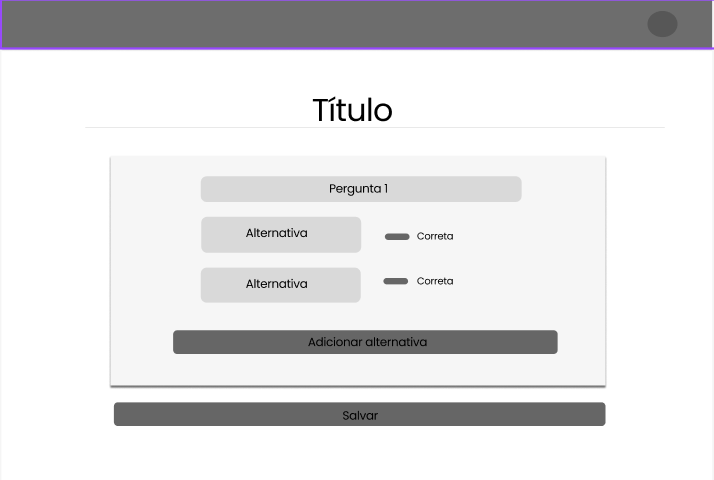 Título
Pergunta 1
Alternativa
Correta
Alternativa
Correta
Adicionar alternativa
Salvar